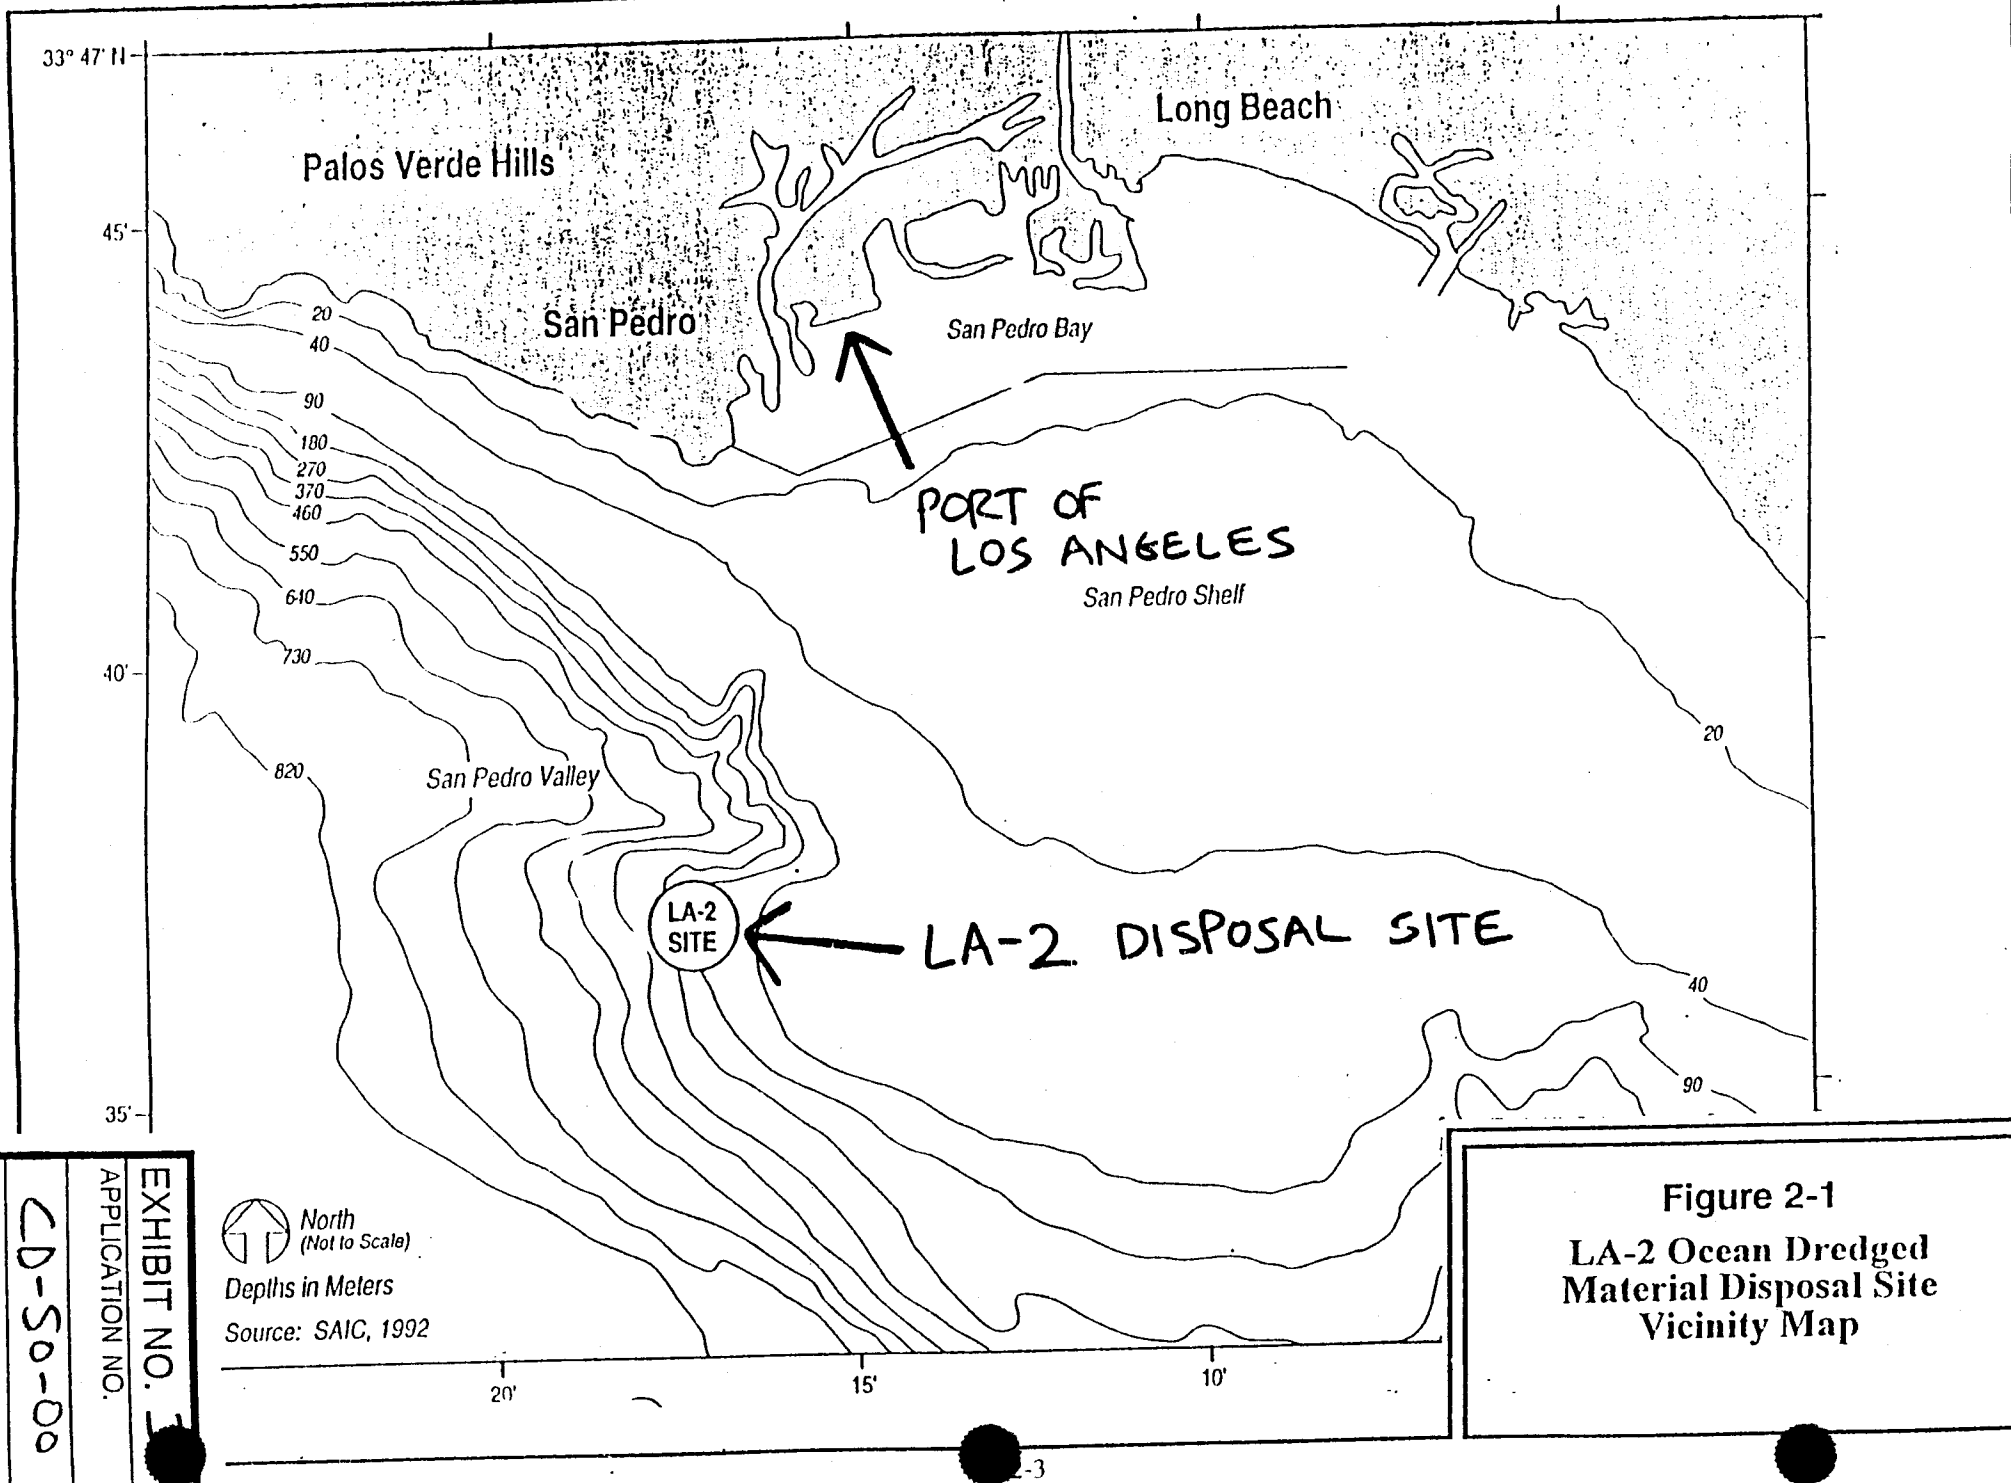 33° 47' N
Long Beach
Palos Verde Hills
45'
San Pedro
San Pedro Bay
20
40
90
180
270
370
460
550
640
730
820
PORT OF
LOS ANGELES
San Pedro Shelf
40'
20
San Pedro Valley
LA-2
SITE
LA-2 DISPOSAL SITE
40
90
35'
North
(Not to Scale)
Depths in Meters
Source: SAIC, 1992
20'
15'
10'
Figure 2-1
LA-2 Ocean Dredged
Material Disposal Site
Vicinity Map
EXHIBIT NO. 3
APPLICATION NO.
CD-50-00
2-3